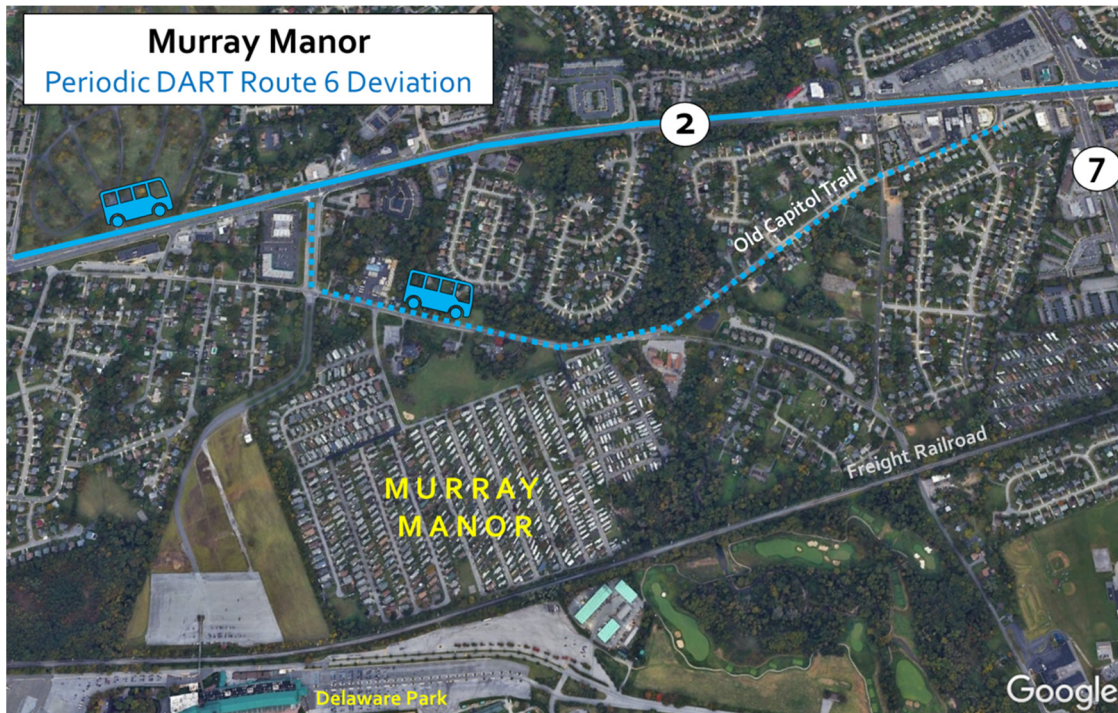 Murray Manor
Periodic DART Route 6 Deviation
2
7
Old Capitol Trail
Freight Railroad
MURRAY
MANOR
Delaware Park
Google